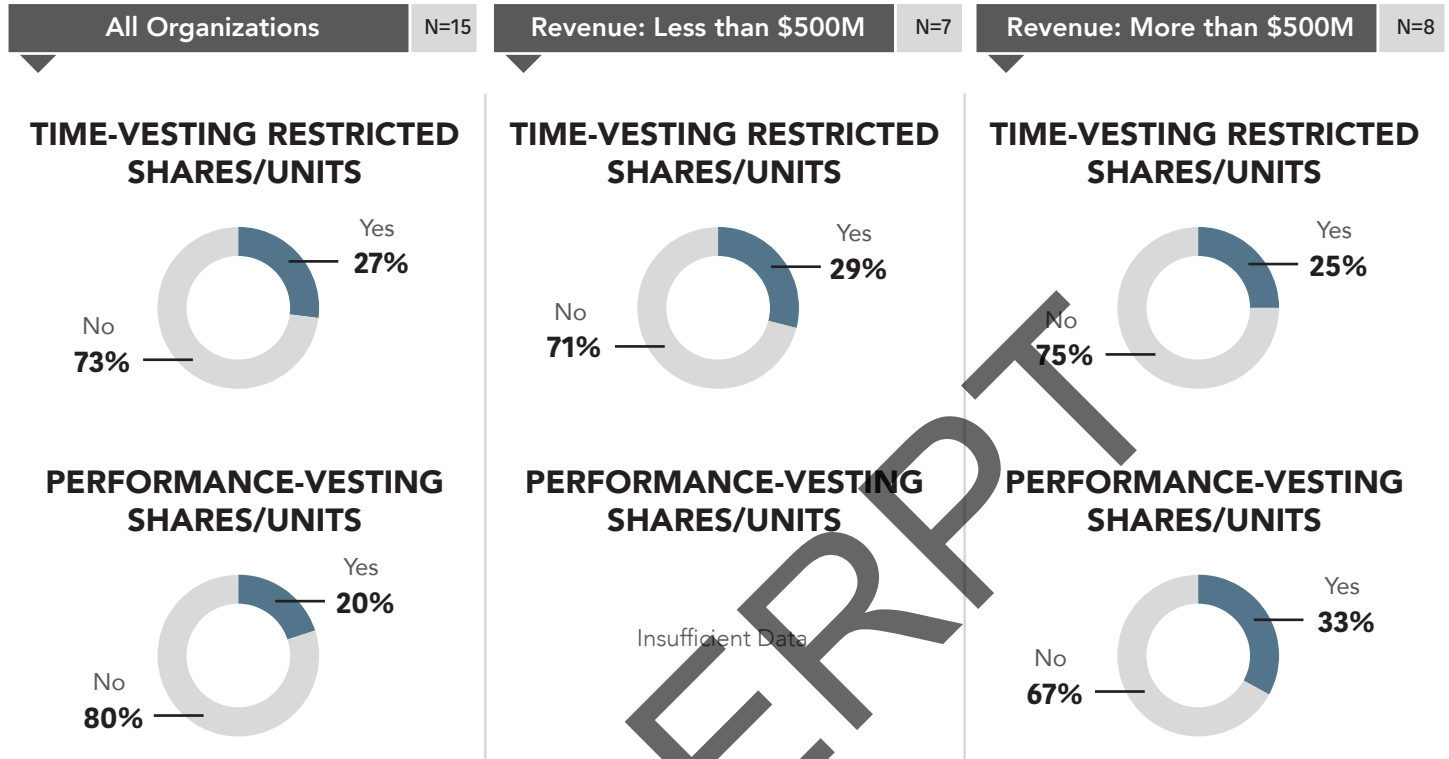 All Organizations
N=15
Revenue: Less than $500M
N=7
Revenue: More than $500M
N=8
TIME-VESTING RESTRICTED
SHARES/UNITS
Yes
27%
No
73%
TIME-VESTING RESTRICTED
SHARES/UNITS
Yes
29%
No
71%
TIME-VESTING RESTRICTED
SHARES/UNITS
Yes
25%
No
75%
PERFORMANCE-VESTING
SHARES/UNITS
Yes
20%
No
80%
PERFORMANCE-VESTING
SHARES/UNITS
Insufficient Data
PERFORMANCE-VESTING
SHARES/UNITS
Yes
33%
No
67%
ERPT